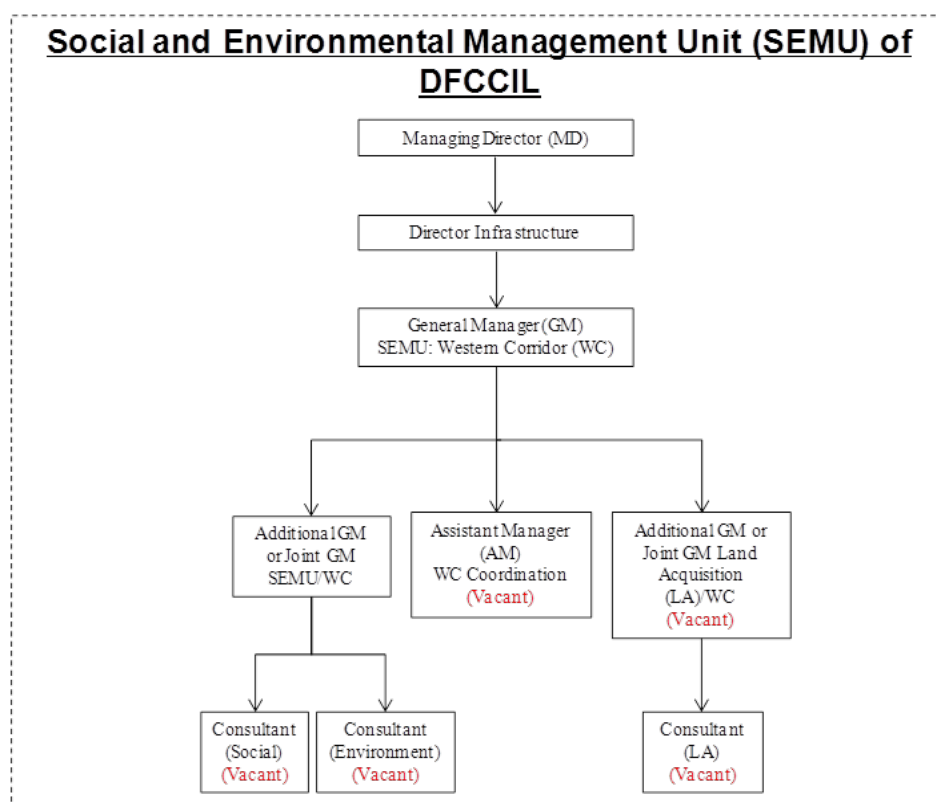 Social and Environmental Management Unit (SEMU) of
DFCCIL
Managing Director (MD)
Director Infrastructure
General Manager (GM)
SEMU: Western Corridor (WC)
Additional GM
or Joint GM
SEMU/WC
Assistant Manager
(AM)
WC Coordination
(Vacant)
Additional GM or
Joint GM Land
Acquisition
(LA)/WC
(Vacant)
Consultant
(Social)
(Vacant)
Consultant
(Environment)
(Vacant)
Consultant
(LA)
(Vacant)